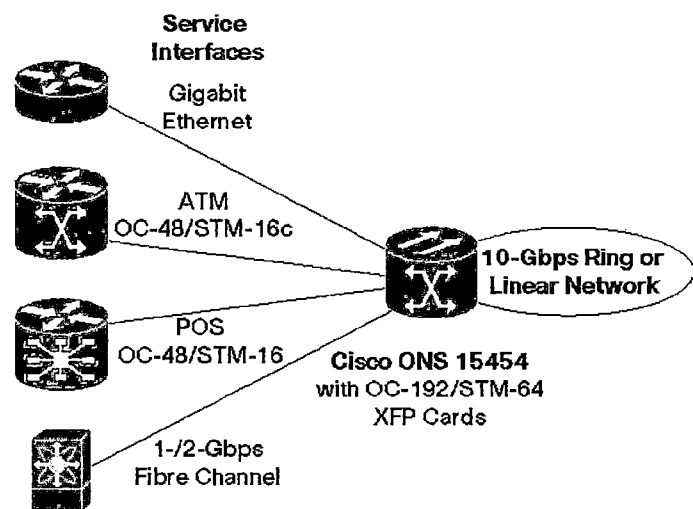 Service
Interfaces
Gigabit
Ethernet
ATM
OC-48/STM-16c
10-Gbps Ring or
Linear Network
POS
OC-48/STM-16
Cisco ONS 15454
with OC-192/STM-64
XFP Cards
1-/2-Gbps
Fibre Channel